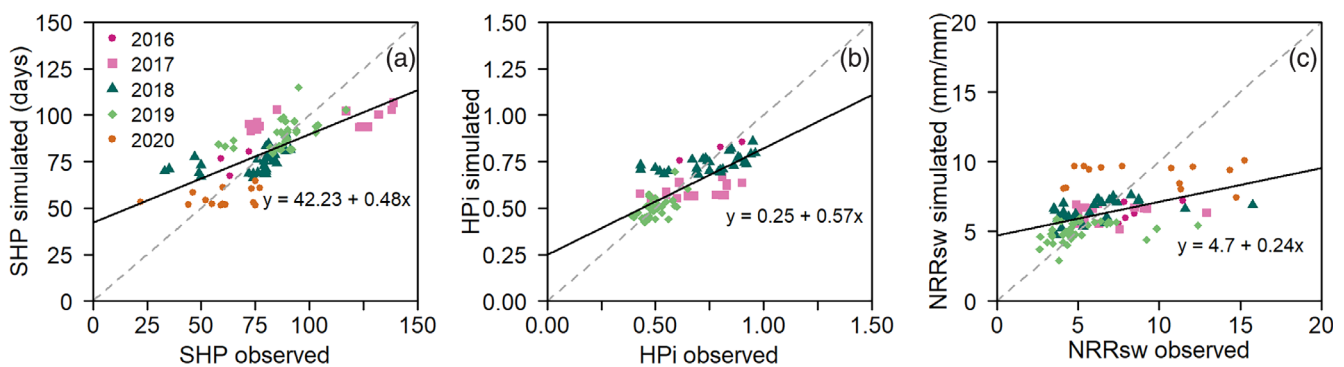 SHP simulated (days)
150
125
100
75
50
25
0
2016
2017
2018
2019
2020
(a)
y = 42.23 + 0.48x
0 25 50 75 100 150
SHP observed
HPi simulated
1.50
1.25
1.00
0.75
0.50
0.25
0.00
(b)
y = 0.25 + 0.57x
0.00 0.50 1.00 1.50
HPi observed
NRRsw simulated (mm/mm)
20
15
10
5
0
(c)
y = 4.7 + 0.24x
0 5 10 15 20
NRRsw observed